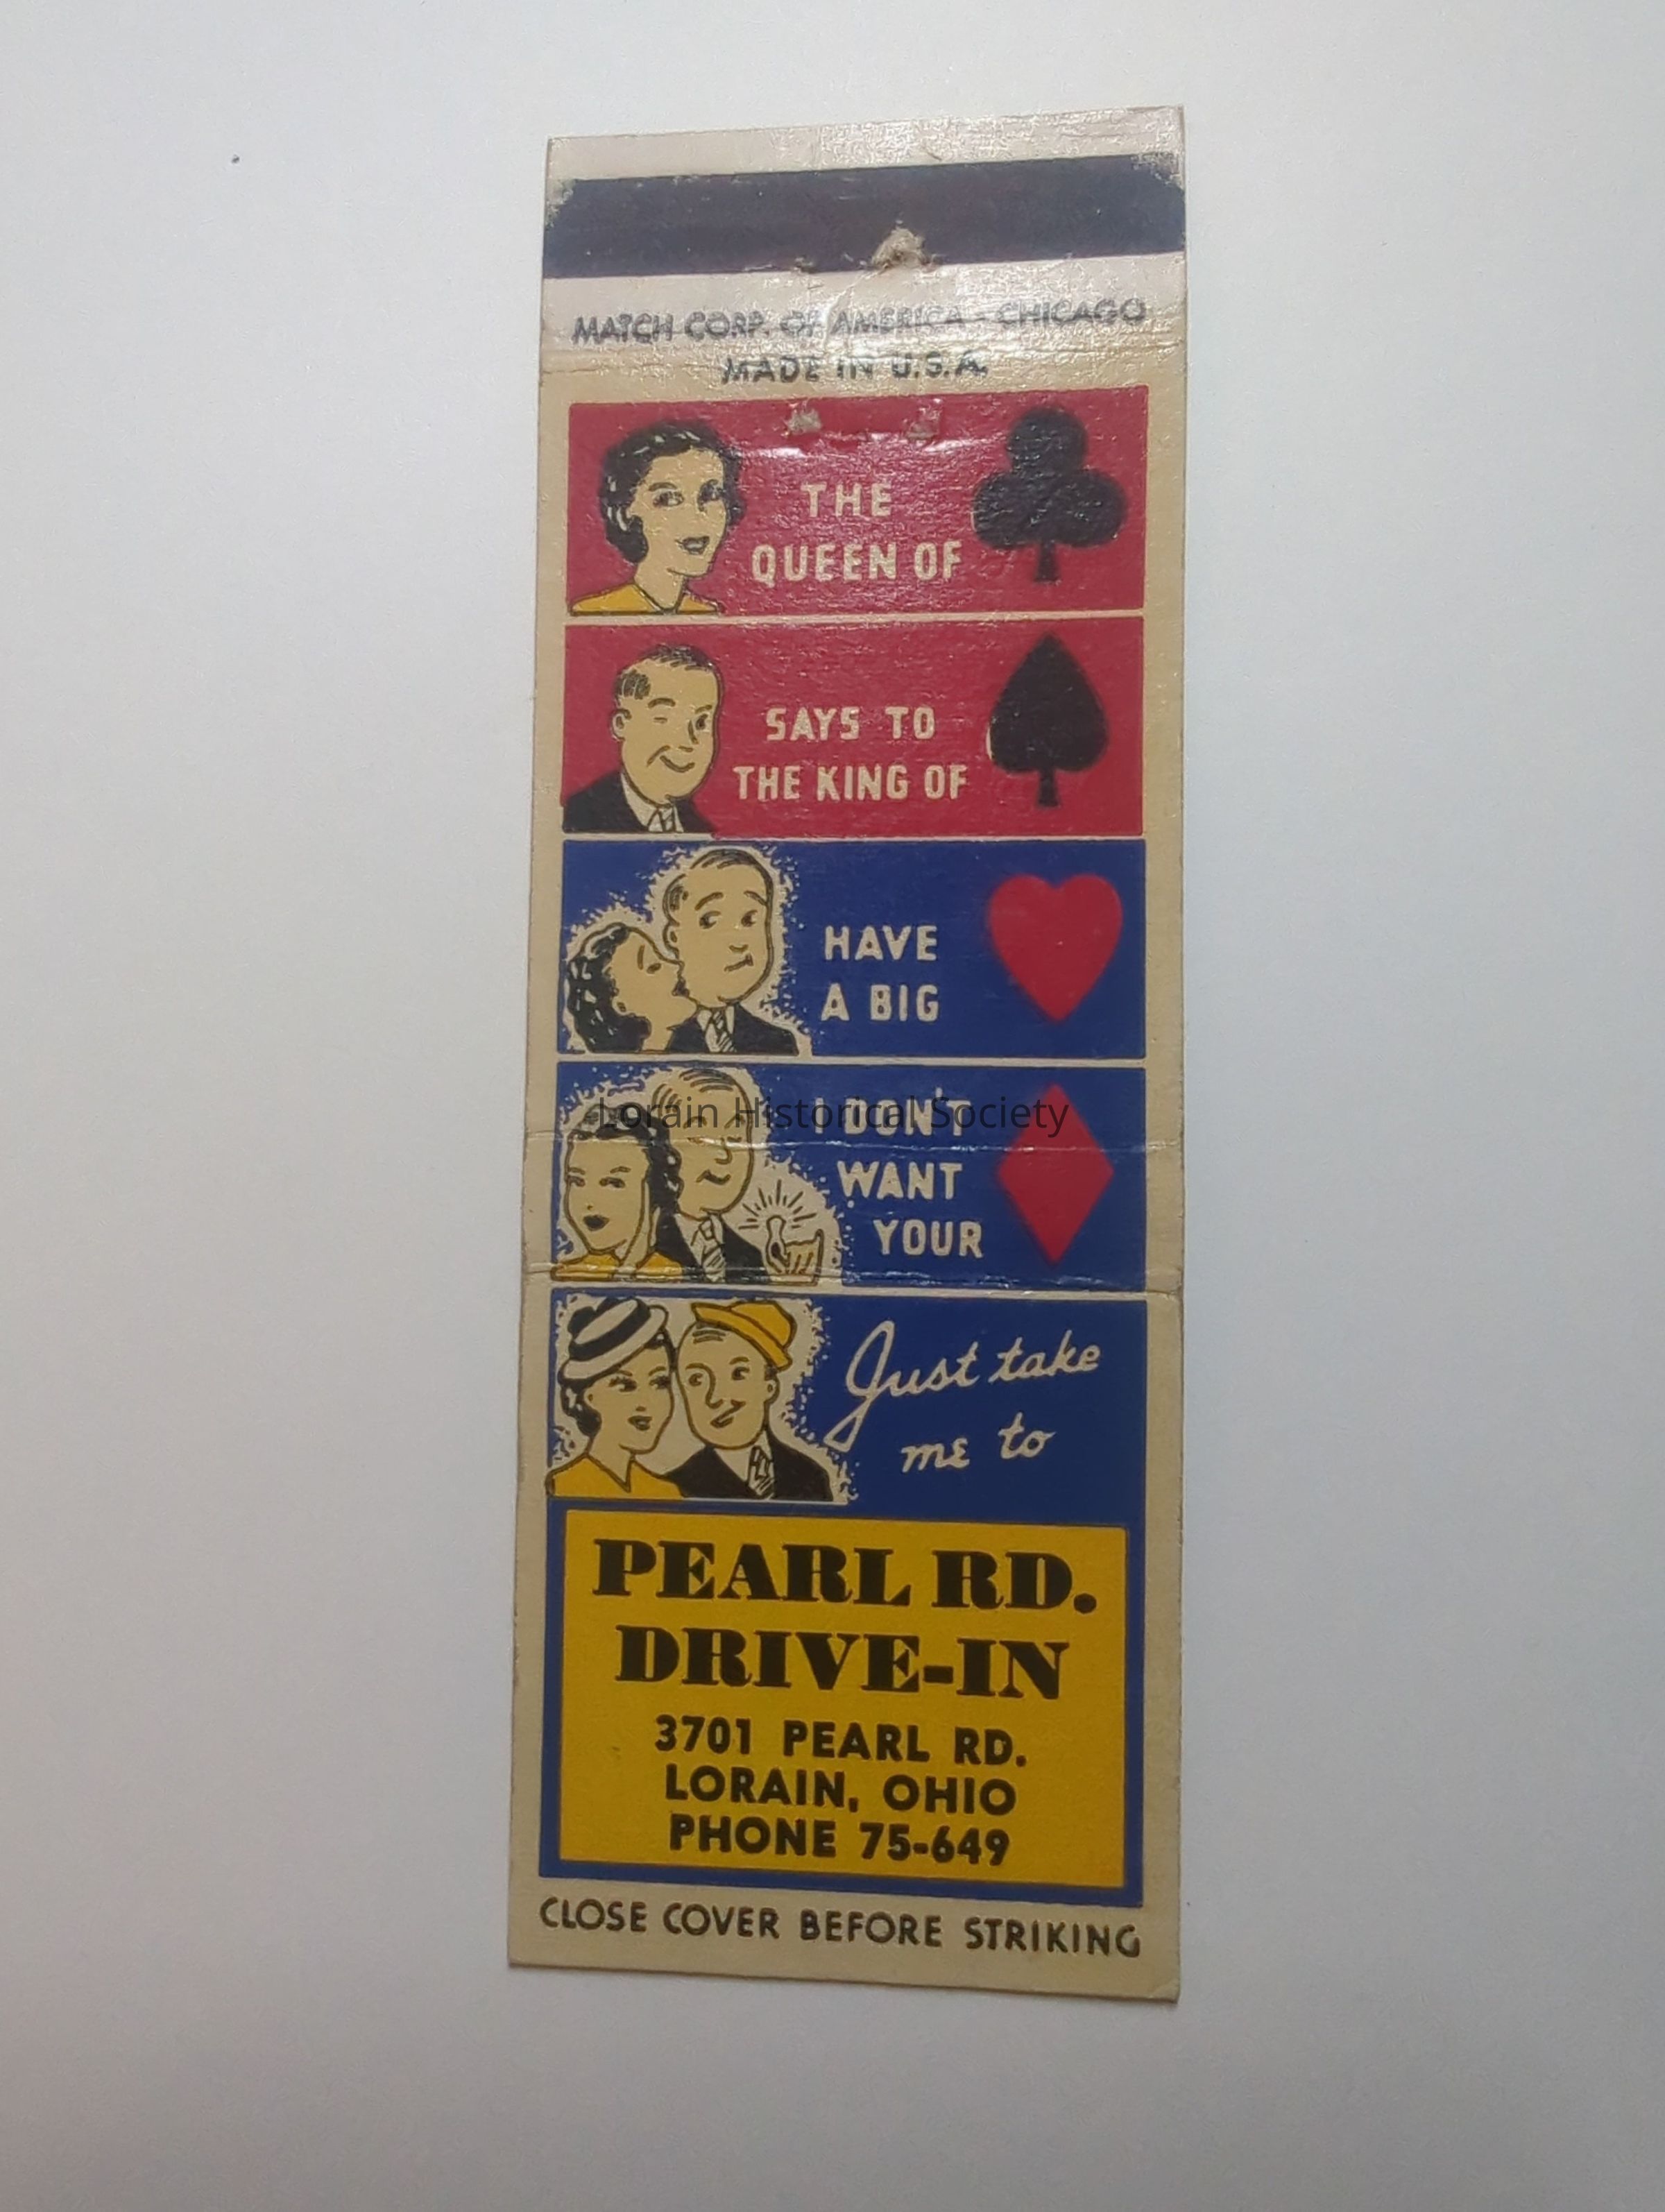 MATCH CORP. OF AMERICA - CHICAGO
MADE IN U.S.A.
THE
QUEEN OF
SAYS TO
THE KING OF
HAVE
A BIG
I DON'T
WANT
YOUR
Lorain Historical Society
Just take
me to
PEARL RD.
DRIVE-IN
3701 PEARL RD.
LORAIN, OHIO
PHONE 75-649
CLOSE COVER BEFORE STRIKING